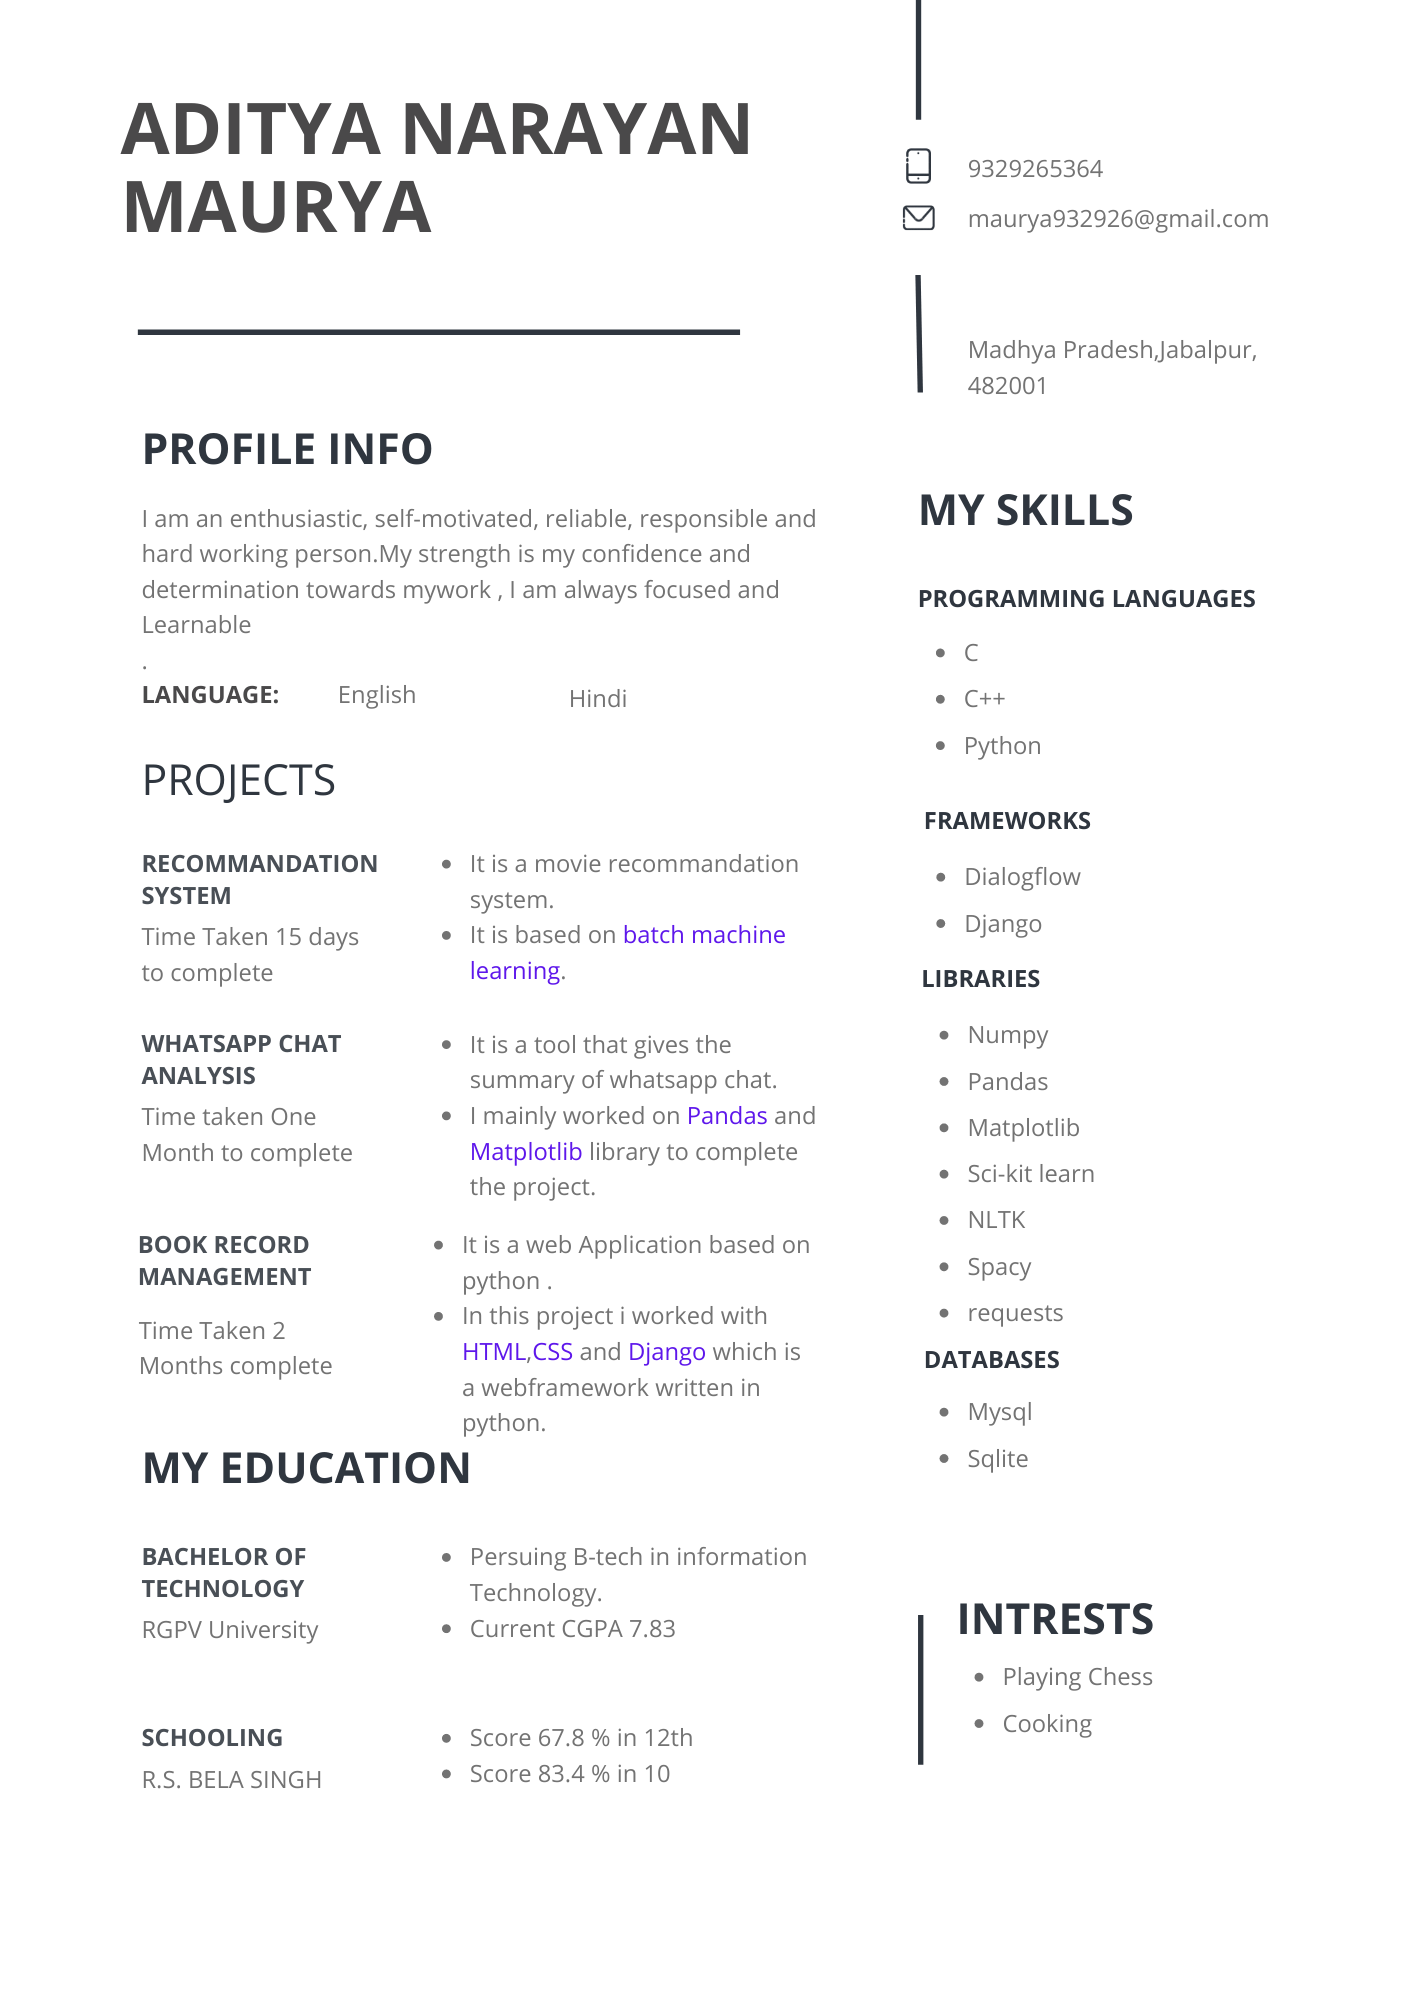 ADITYA NARAYAN
MAURYA
9329265364
maurya932926@gmail.com
Madhya Pradesh,Jabalpur,
482001
PROFILE INFO
I am an enthusiastic, self-motivated, reliable, responsible and
hard working person.My strength is my confidence and
determination towards mywork , I am always focused and
Learnable
.
LANGUAGE: English Hindi
PROJECTS
RECOMMANDATION
SYSTEM
Time Taken 15 days
to complete
• It is a movie recommandation
system.
• It is based on batch machine
learning.
WHATSAPP CHAT
ANALYSIS
Time taken One
Month to complete
• It is a tool that gives the
summary of whatsapp chat.
• I mainly worked on Pandas and
Matplotlib library to complete
the project.
BOOK RECORD
MANAGEMENT
Time Taken 2
Months complete
• It is a web Application based on
python .
• In this project i worked with
HTML,CSS and Django which is
a webframework written in
python.
MY EDUCATION
BACHELOR OF
TECHNOLOGY
RGPV University
• Persuing B-tech in information
Technology.
• Current CGPA 7.83
SCHOOLING
R.S. BELA SINGH
• Score 67.8 % in 12th
• Score 83.4 % in 10
MY SKILLS
PROGRAMMING LANGUAGES
• C
• C++
• Python
FRAMEWORKS
• Dialogflow
• Django
LIBRARIES
• Numpy
• Pandas
• Matplotlib
• Sci-kit learn
• NLTK
• Spacy
• requests
DATABASES
• Mysql
• Sqlite
INTRESTS
• Playing Chess
• Cooking